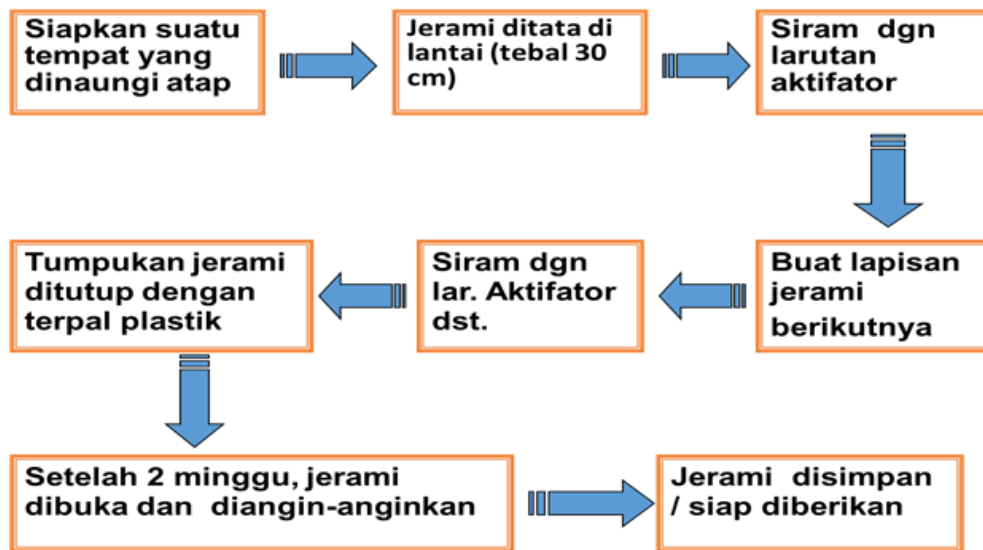 Siapkan suatu
tempat yang
dinaungi atap
Jerami ditata di
lantai (tebal 30
cm)
Siram dgn
larutan
aktifator
Buat lapisan
jerami
berikutnya
Siram dgn
lar. Aktifator
dst.
Tumpukan jerami
ditutup dengan
terpal plastik
Setelah 2 minggu, jerami
dibuka dan diangin-anginkan
Jerami disimpan
/ siap diberikan